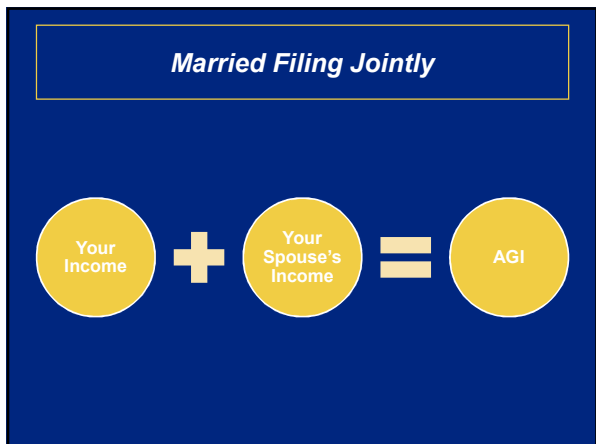 Married Filing Jointly
Your
Income
Your
Spouse's
Income
AGI